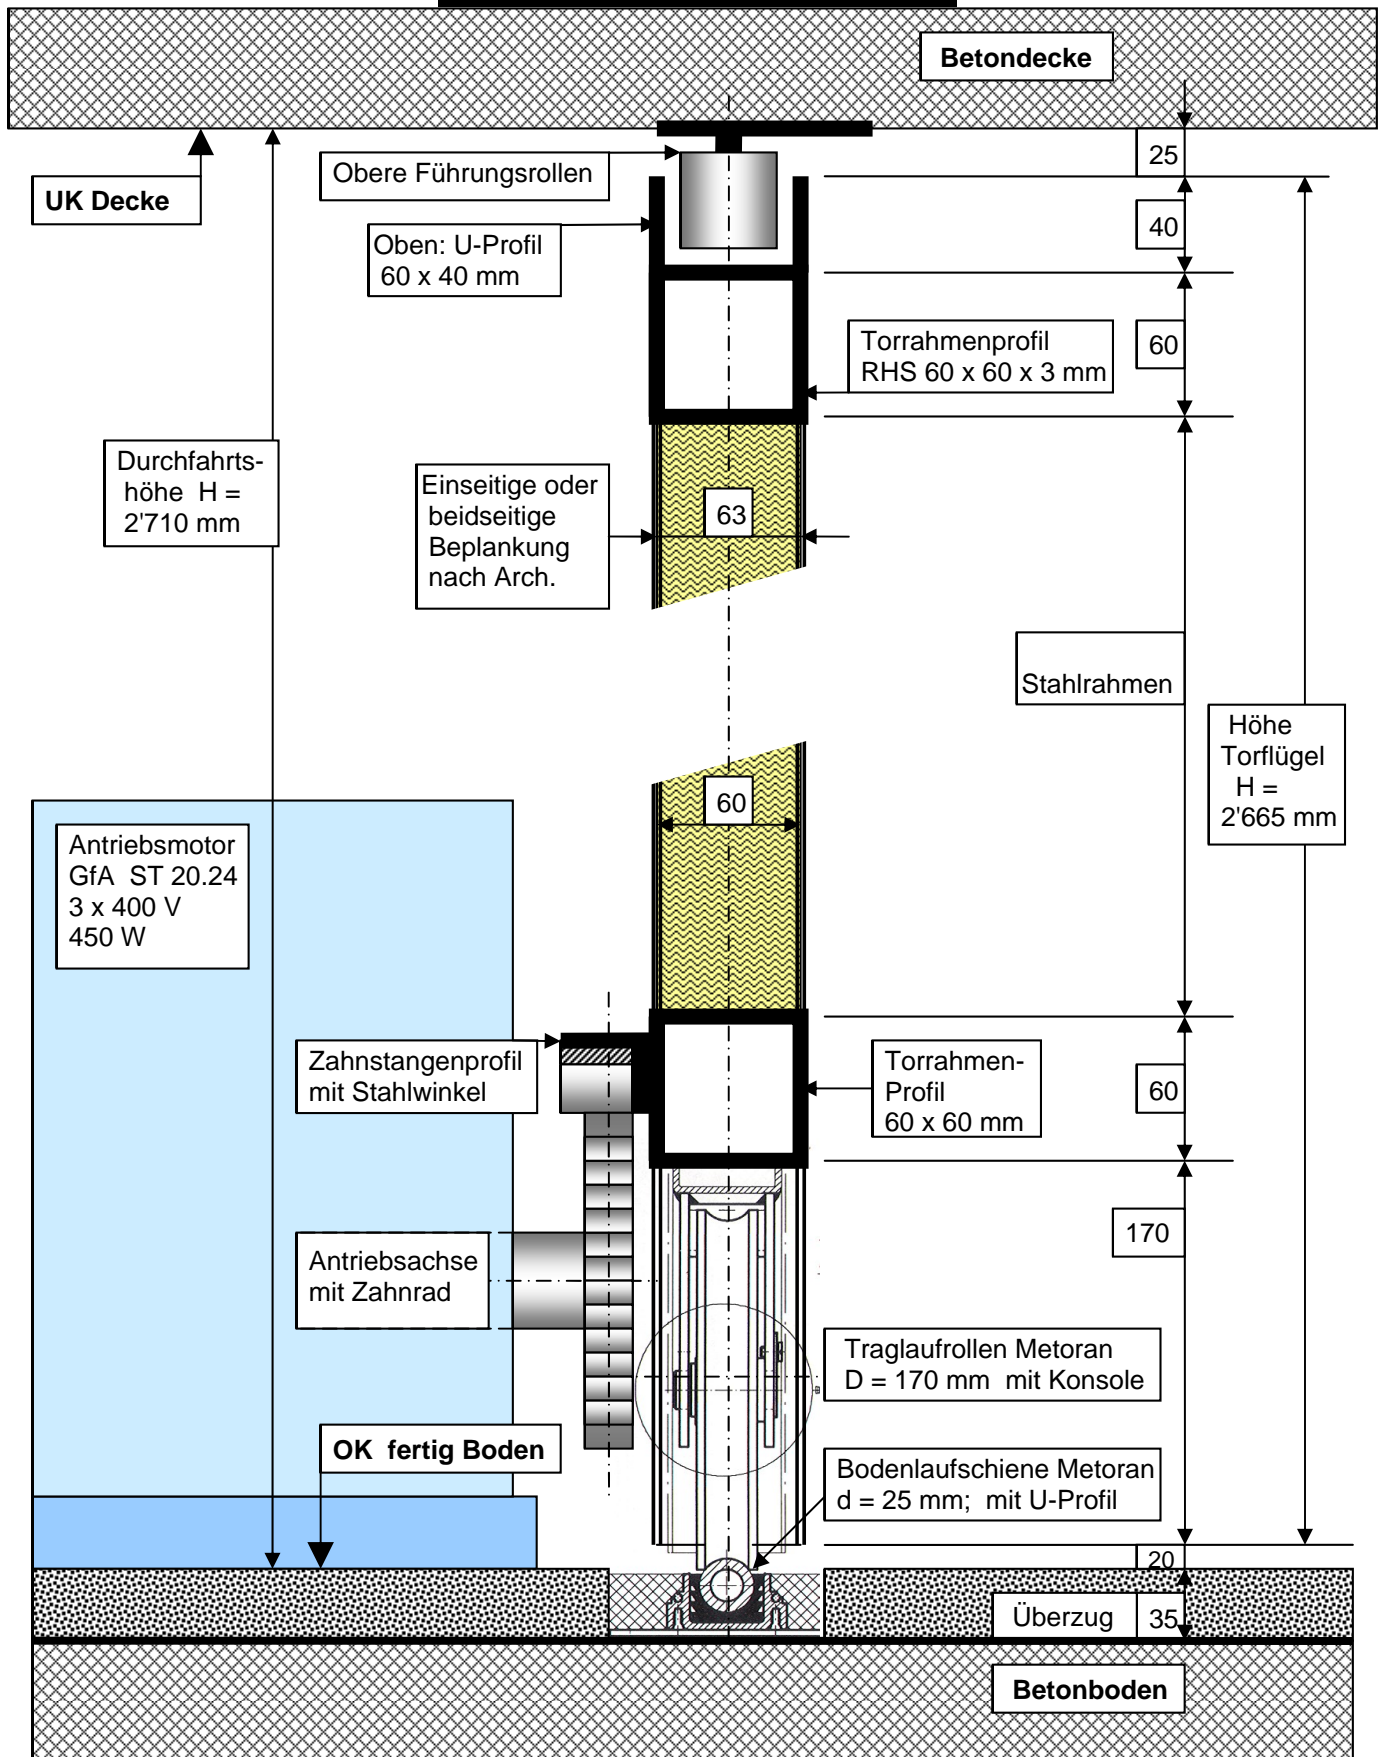 Betondecke
25
Obere Führungsrollen
UK Decke
40
Oben: U-Profil
60 x 40 mm
Torrahmenprofil
RHS 60 x 60 x 3 mm
60
Durchfahrts-
höhe H =
2'710 mm
Einseitige oder
beidseitige
Beplankung
nach Arch.
63
Stahlrahmen
Höhe
Torflügel
H =
2'665 mm
60
Antriebsmotor
GfA ST 20.24
3 x 400 V
450 W
Zahnstangenprofil
mit Stahlwinkel
Torrahmen-
Profil
60 x 60 mm
60
170
Antriebsachse
mit Zahnrad
Traglaufrollen Metoran
D = 170 mm mit Konsole
OK fertig Boden
Bodenlaufschiene Metoran
d = 25 mm; mit U-Profil
20
Überzug
35
Betonboden